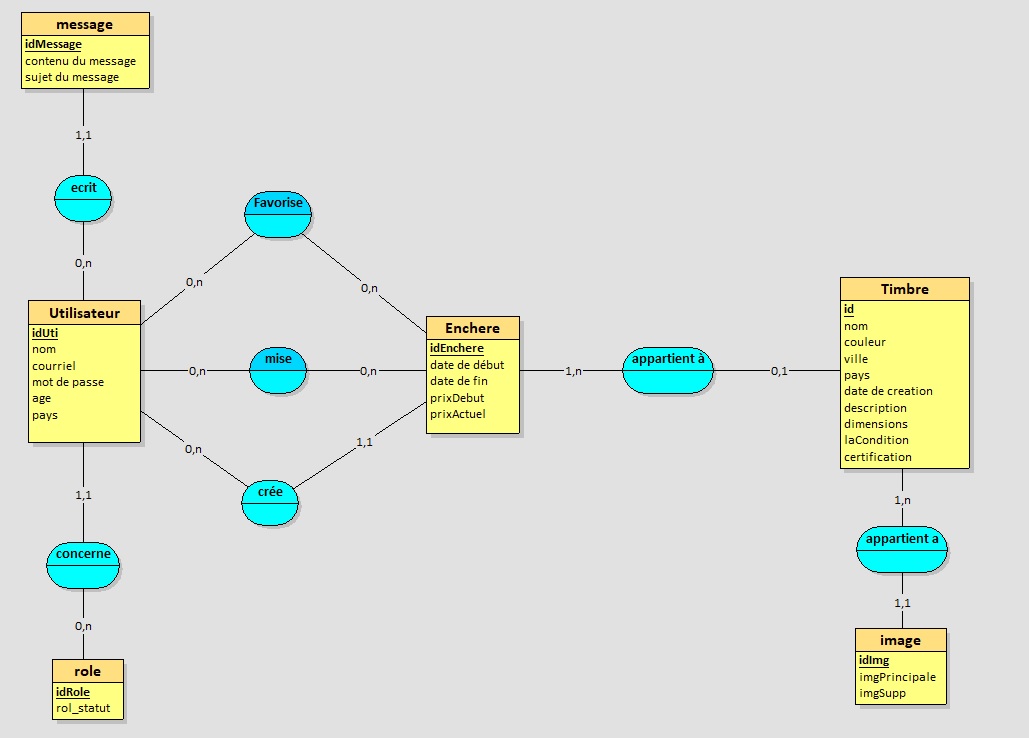 message
idMessage
contenu du message
sujet du message
1,1
ecrit
0,n
Favorise
0,n
0,n
Utilisateur
idUti
nom
courriel
mot de passe
age
pays
0,n
mise
0,n
Enchere
idEnchere
date de début
date de fin
prixDebut
prixActuel
1,n
appartient à
0,1
Timbre
id
nom
couleur
ville
pays
date de creation
description
dimensions
laCondition
certification
0,n
crée
1,1
1,1
concerne
0,n
role
idRole
rol_statut
1,n
appartient a
1,1
image
idImg
imgPrincipale
imgSupp